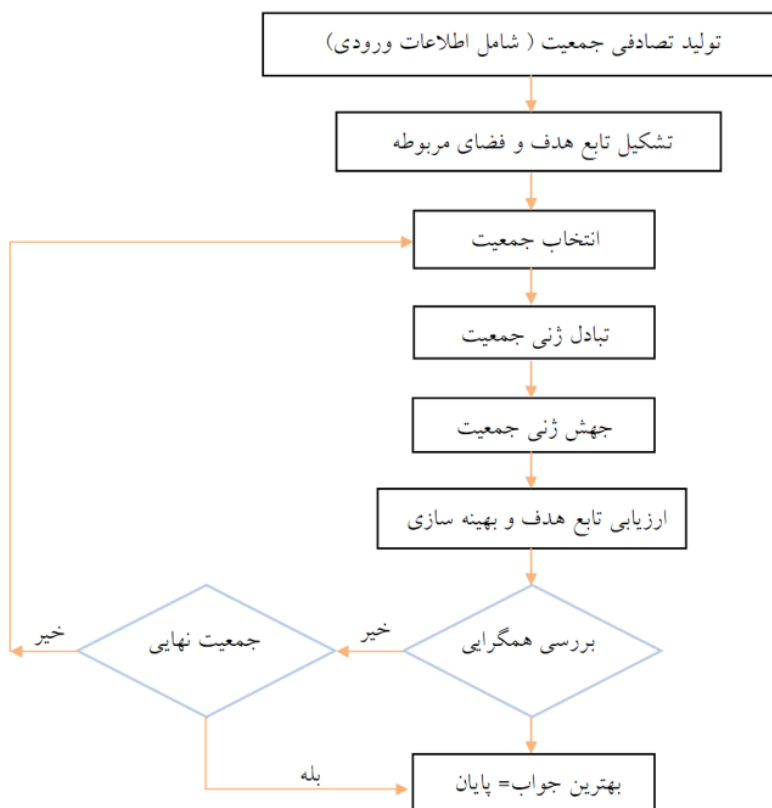 تولید تصادفی جمعیت ( شامل اطلاعات ورودی)
تشکیل تابع هدف و فضای مربوطه
انتخاب جمعیت
تبادل ژنی جمعیت
جهش ژنی جمعیت
ارزیابی تابع هدف و بهینه سازی
بررسی همگرایی
خیر
جمعیت نهایی
خیر
بله
بهترین جواب= پایان